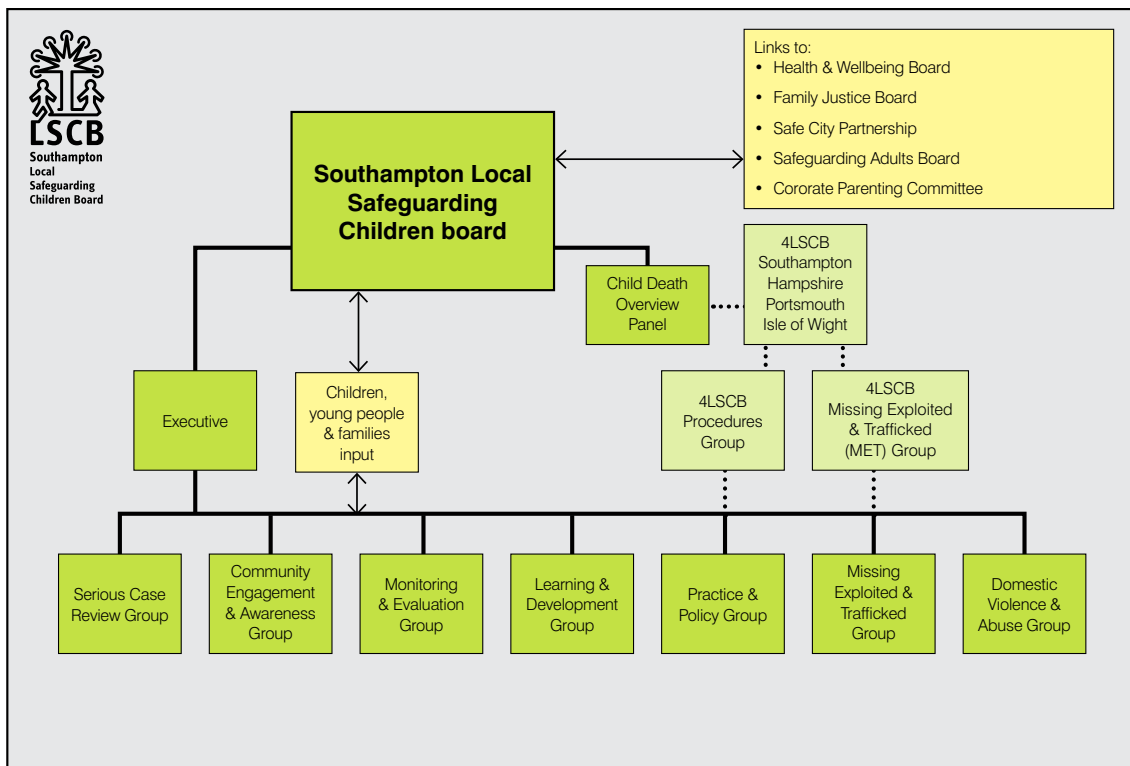 LSCB
Southampton
Local
Safeguarding
Children Board
Links to:
• Health & Wellbeing Board
• Family Justice Board
• Safe City Partnership
• Safeguarding Adults Board
• Cororate Parenting Committee
Southampton Local
Safeguarding
Children board
Child Death
Overview
Panel
4LSCB
Southampton
Hampshire
Portsmouth
Isle of Wight
Executive
Children,
young people
& families
input
4LSCB
Procedures
Group
4LSCB
Missing Exploited
& Trafficked
(MET) Group
Serious Case
Review Group
Community
Engagement
& Awareness
Group
Monitoring
& Evaluation
Group
Learning &
Development
Group
Practice &
Policy Group
Missing
Exploited &
Trafficked
Group
Domestic
Violence &
Abuse Group